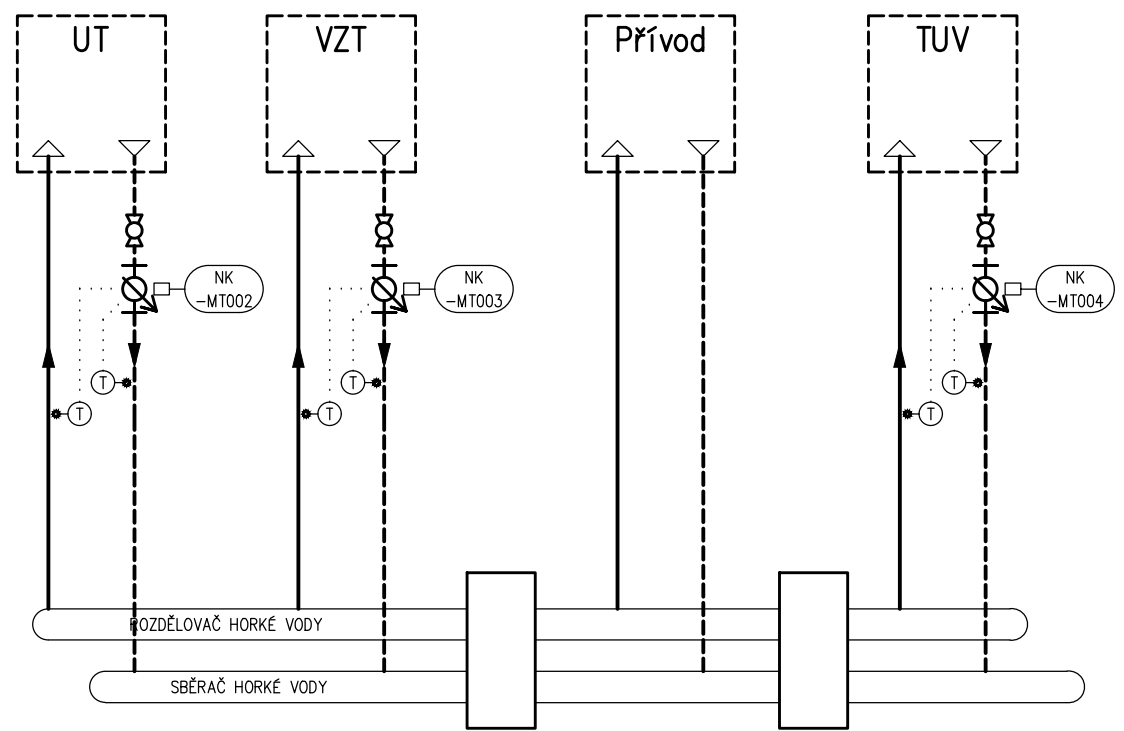 UT
VZT
Přívod
TUV
NK
-MT002
NK
-MT003
NK
-MT004
T
T
T
T
T
T
ROZDĚLOVAČ HORKÉ VODY
SBĚRAČ HORKÉ VODY